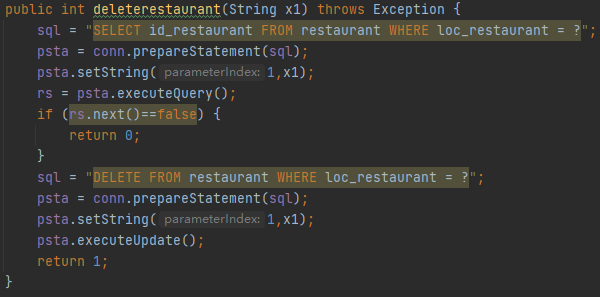 public int deleterestaurant(String x1) throws Exception {
sql = "SELECT id_restaurant FROM restaurant WHERE loc_restaurant = ?";
psta = conn.prepareStatement(sql);
psta.setString( parameterIndex: 1,x1);
rs = psta.executeQuery();
if (rs.next()==false) {
return 0;
}
sql = "DELETE FROM restaurant WHERE loc_restaurant = ?";
psta = conn.prepareStatement(sql);
psta.setString( parameterIndex: 1,x1);
psta.executeUpdate();
return 1;
}